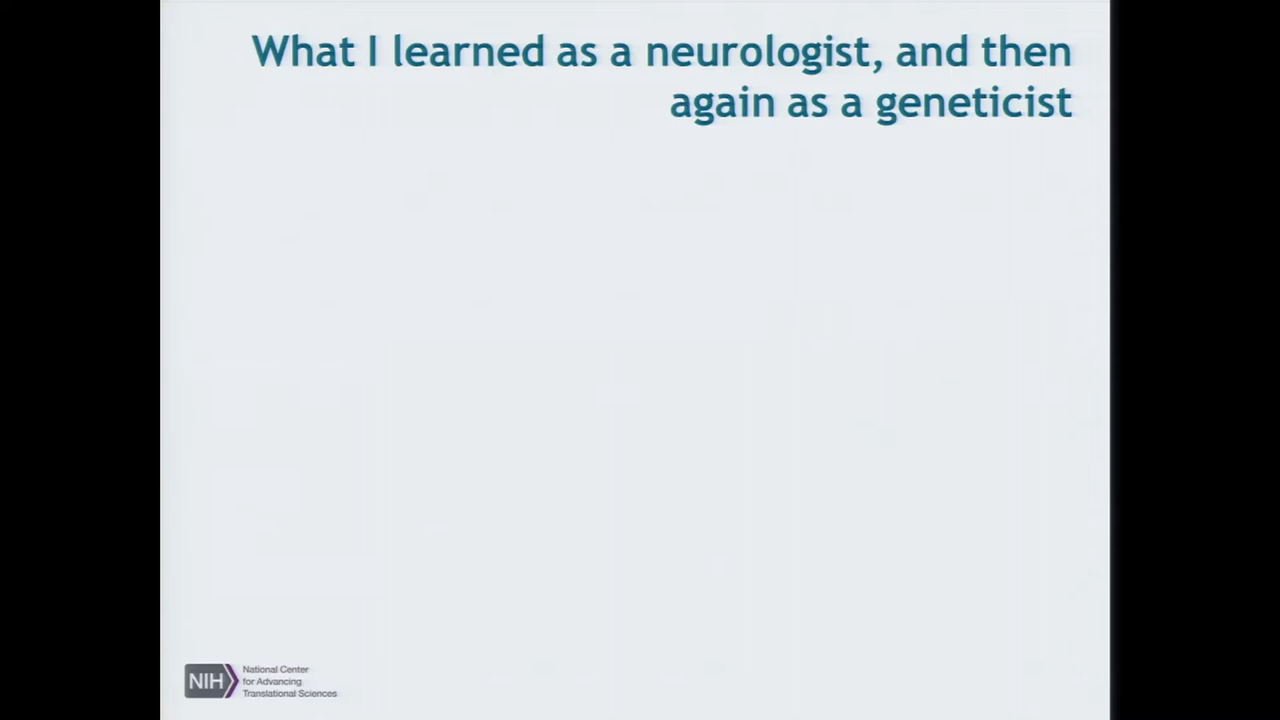 What I learned as a neurologist, and then
again as a geneticist
NIH
National Center
for Advancing
Translational Sciences